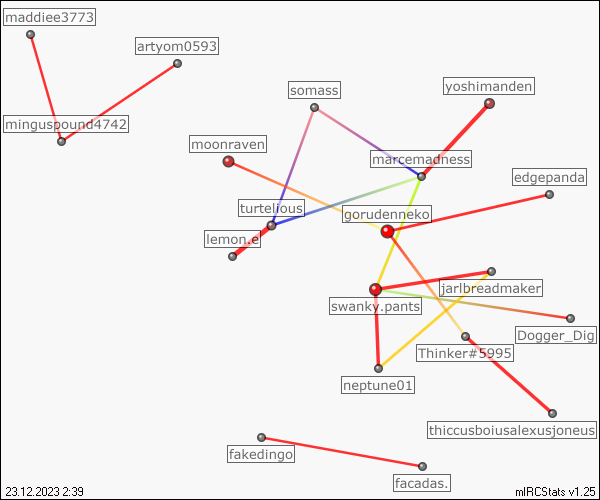 maddiee3773
artyom0593
minguspound4742
somass
yoshimanden
moonraven
marcemadness
edgepanda
turtelious
gorudenneko
lemon.e
jarlbreadmaker
swanky.pants
Dogger_Dig
Thinker#5995
neptune01
thiccusboiusalexusjoneus
fakedingo
facadas.
23.12.2023 2:39
mIRCStats v1.25